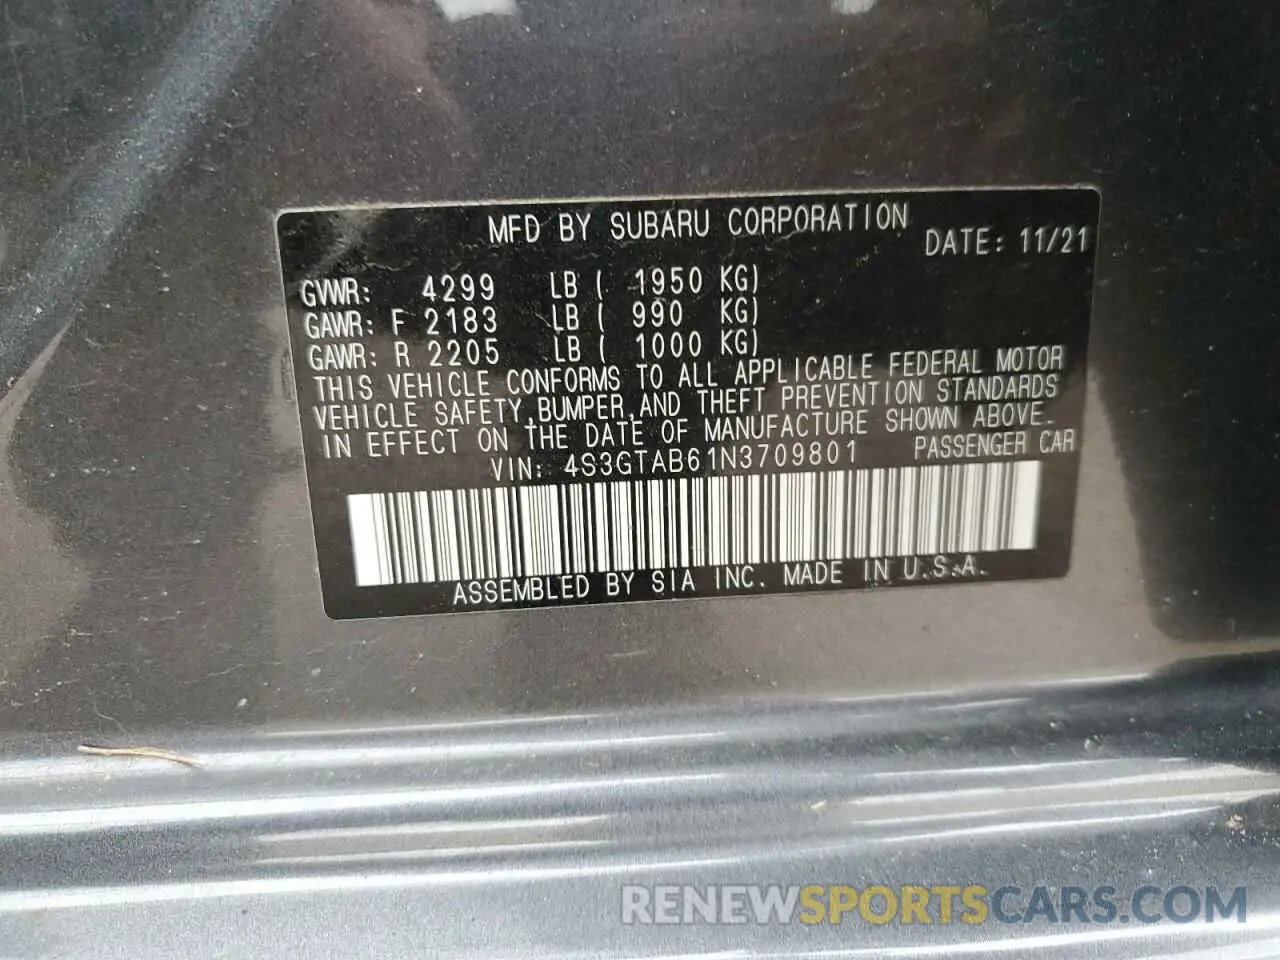 MFD BY SUBARU CORPORATION
DATE: 11/21
GVWR: 4299 LB ( 1950 KG)
GAWR: F 2183 LB ( 990 KG)
GAWR: R 2205 LB ( 1000 KG)
THIS VEHICLE CONFORMS TO ALL APPLICABLE FEDERAL MOTOR
VEHICLE SAFETY, BUMPER, AND THEFT PREVENTION STANDARDS
IN EFFECT ON THE DATE OF MANUFACTURE SHOWN ABOVE.
VIN: 4S3GTAB61N3709801 PASSENGER CAR
ASSEMBLED BY SIA INC. MADE IN U.S.A.
RENEWSPORTSCARS.COM